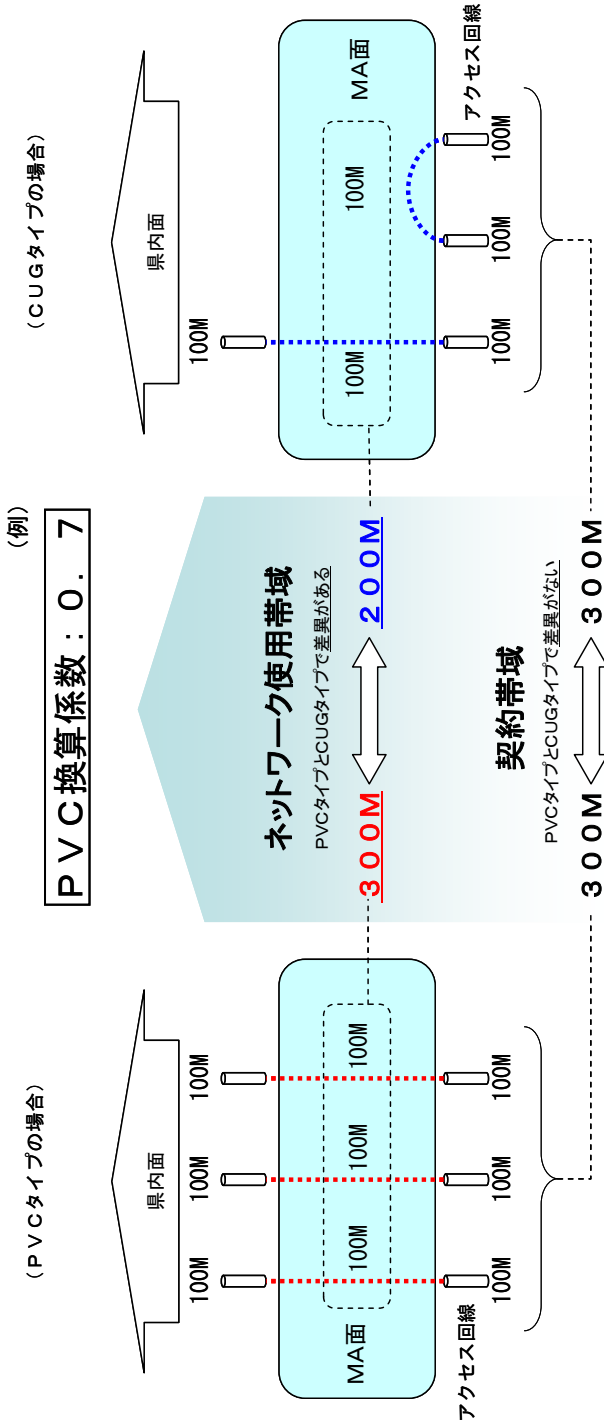 (例)
PVC換算係数:0.7
(PVCタイプの場合)
県内面
100M
100M
100M
MA面
100M
100M
100M
アクセス回線
100M
100M
100M
ネットワーク使用帯域
PVCタイプとCUGタイプで差異がある
300M
200M
契約帯域
PVCタイプとCUGタイプで差異がない
300M
300M
(CUGタイプの場合)
県内面
100M
MA面
100M
100M
アクセス回線
100M
100M
100M